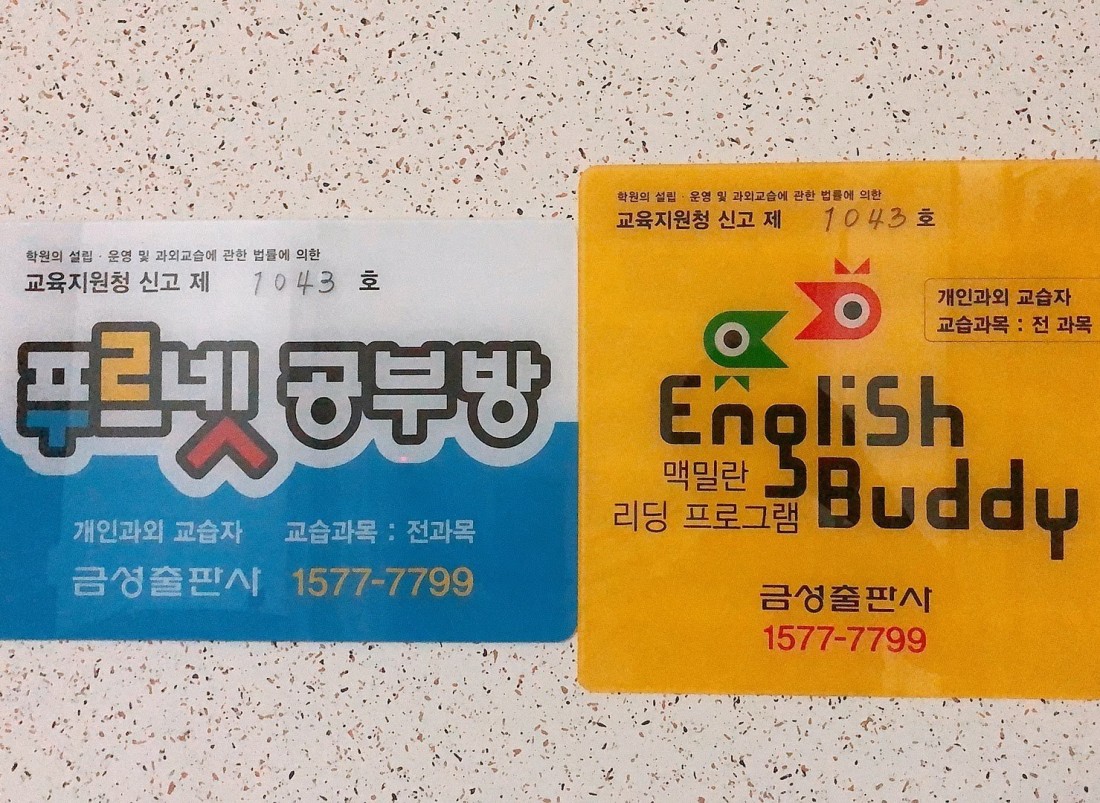 학원의 설립 · 운영 및 과외교습에 관한 법률에 의한
교육지원청 신고 제 1043 호
푸르넷 공부방
개인과외 교습자 교습과목 : 전과목
금성출판사 1577-7799
학원의 설립 · 운영 및 과외교습에 관한 법률에 의한
교육지원청 신고 제 1043 호
개인과외 교습자
교습과목 : 전 과목
English
Buddy
맥밀란
리딩 프로그램
금성출판사
1577-7799